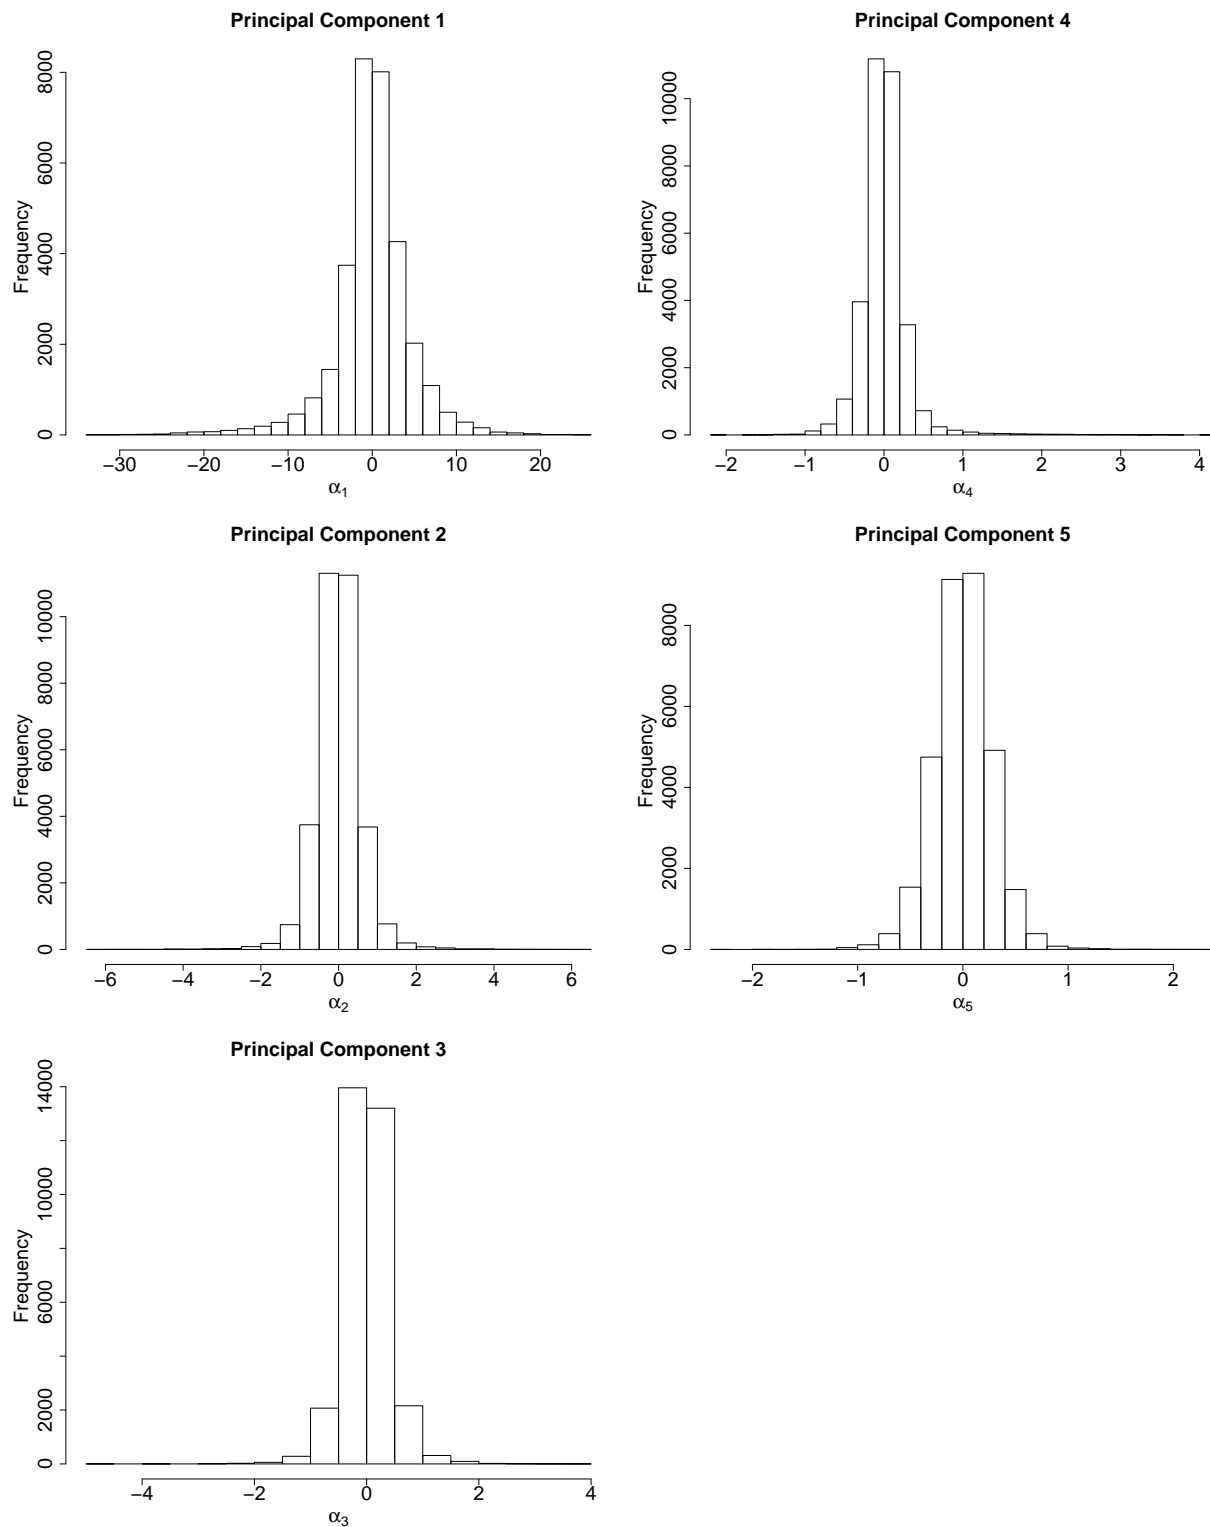 Principal Component 1
Frequency
0 2000 4000 6000 8000
−30 −20 −10 0 10 20
α1
Principal Component 4
Frequency
0 2000 4000 6000 8000 10000
−2 −1 0 1 2 3 4
α4
Principal Component 2
Frequency
0 2000 4000 6000 8000 10000
−6 −4 −2 0 2 4 6
α2
Principal Component 5
Frequency
0 2000 4000 6000 8000
−2 −1 0 1 2
α5
Principal Component 3
Frequency
0 2000 6000 10000 14000
−4 −2 0 2 4
α3